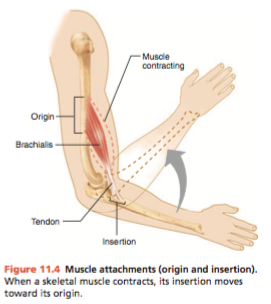 Muscle
contracting
Origin
Brachialis
Tendon
Insertion
Figure 11.4 Muscle attachments (origin and insertion).
When a skeletal muscle contracts, its insertion moves
toward its origin.